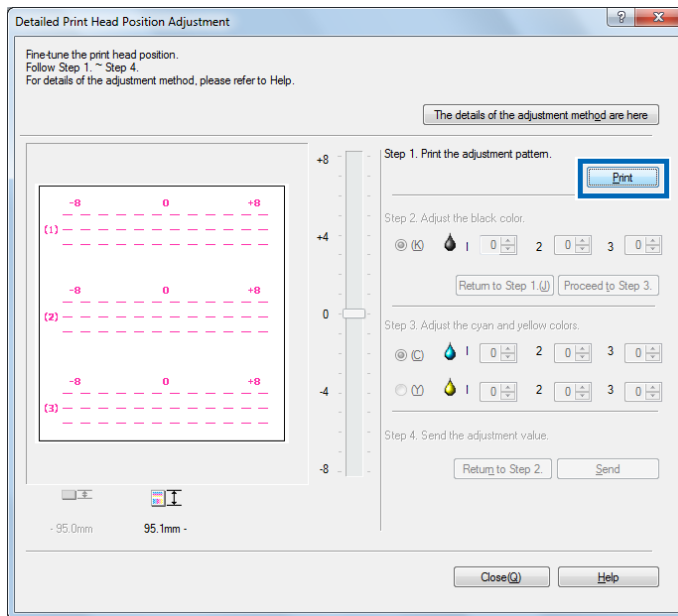 Detailed Print Head Position Adjustment
Fine-tune the print head position.
Follow Step 1. ~ Step 4.
For details of the adjustment method, please refer to Help.
The details of the adjustment method are here
-8 0 +8
(1)
-8 0 +8
(2)
-8 0 +8
(3)
- 95.0mm
95.1mm -
+8
+4
0
-4
-8
Step 1. Print the adjustment pattern.
Print
Step 2. Adjust the black color.
(K) 1 0 2 0 3 0
Return to Step 1.(J) Proceed to Step 3.
Step 3. Adjust the cyan and yellow colors.
(C) 1 0 2 0 3 0
(Y) 1 0 2 0 3 0
Step 4. Send the adjustment value.
Return to Step 2. Send
Close(Q) Help